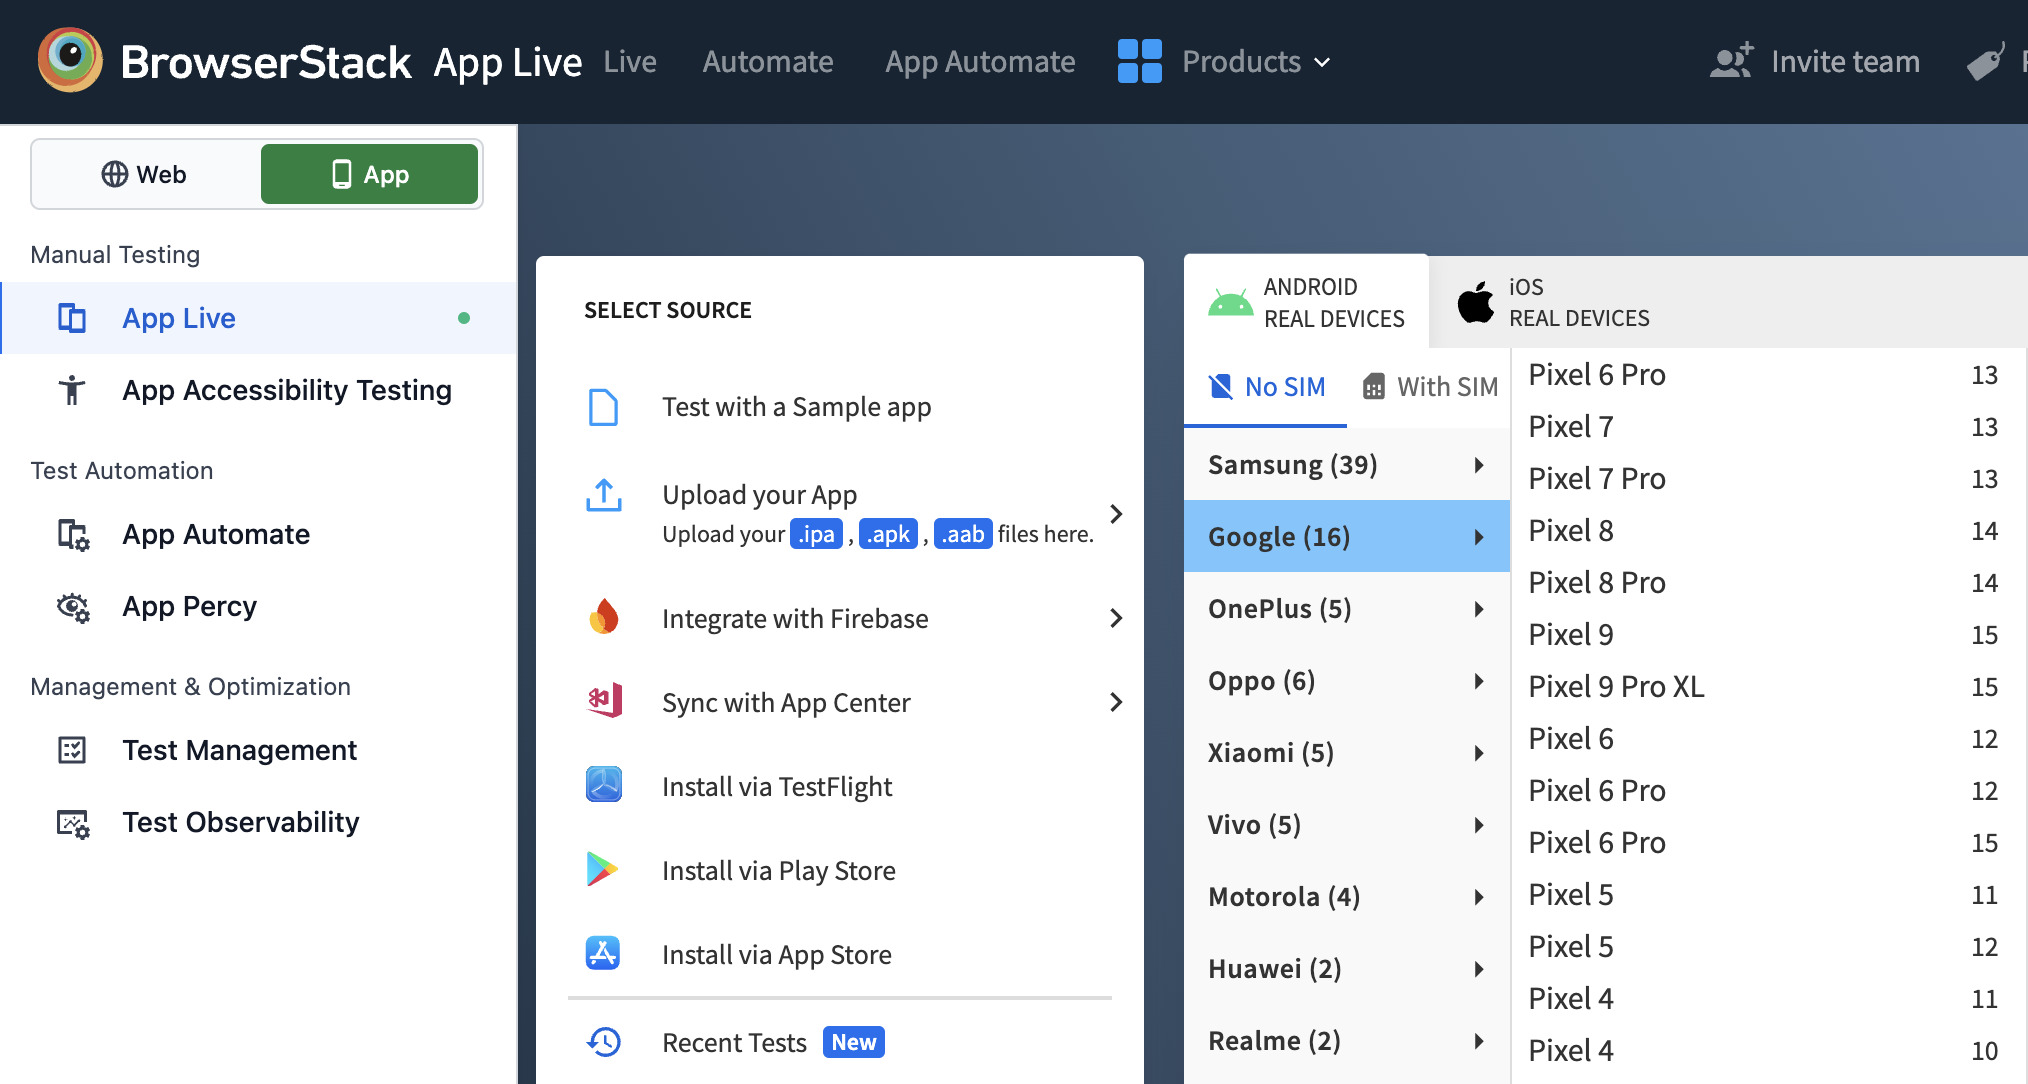 BrowserStack App Live Live Automate App Automate Products Invite team
Web App
Manual Testing
App Live
App Accessibility Testing
Test Automation
App Automate
App Percy
Management & Optimization
Test Management
Test Observability
SELECT SOURCE
Test with a Sample app
Upload your App
Upload your .ipa , .apk , .aab files here.
Integrate with Firebase
Sync with App Center
Install via TestFlight
Install via Play Store
Install via App Store
Recent Tests New
ANDROID
REAL DEVICES
iOS
REAL DEVICES
No SIM With SIM
Samsung (39)
Google (16)
OnePlus (5)
Oppo (6)
Xiaomi (5)
Vivo (5)
Motorola (4)
Huawei (2)
Realme (2)
Pixel 6 Pro 13
Pixel 7 13
Pixel 7 Pro 13
Pixel 8 14
Pixel 8 Pro 14
Pixel 9 15
Pixel 9 Pro XL 15
Pixel 6 12
Pixel 6 Pro 12
Pixel 6 Pro 15
Pixel 5 11
Pixel 5 12
Pixel 4 11
Pixel 4 10